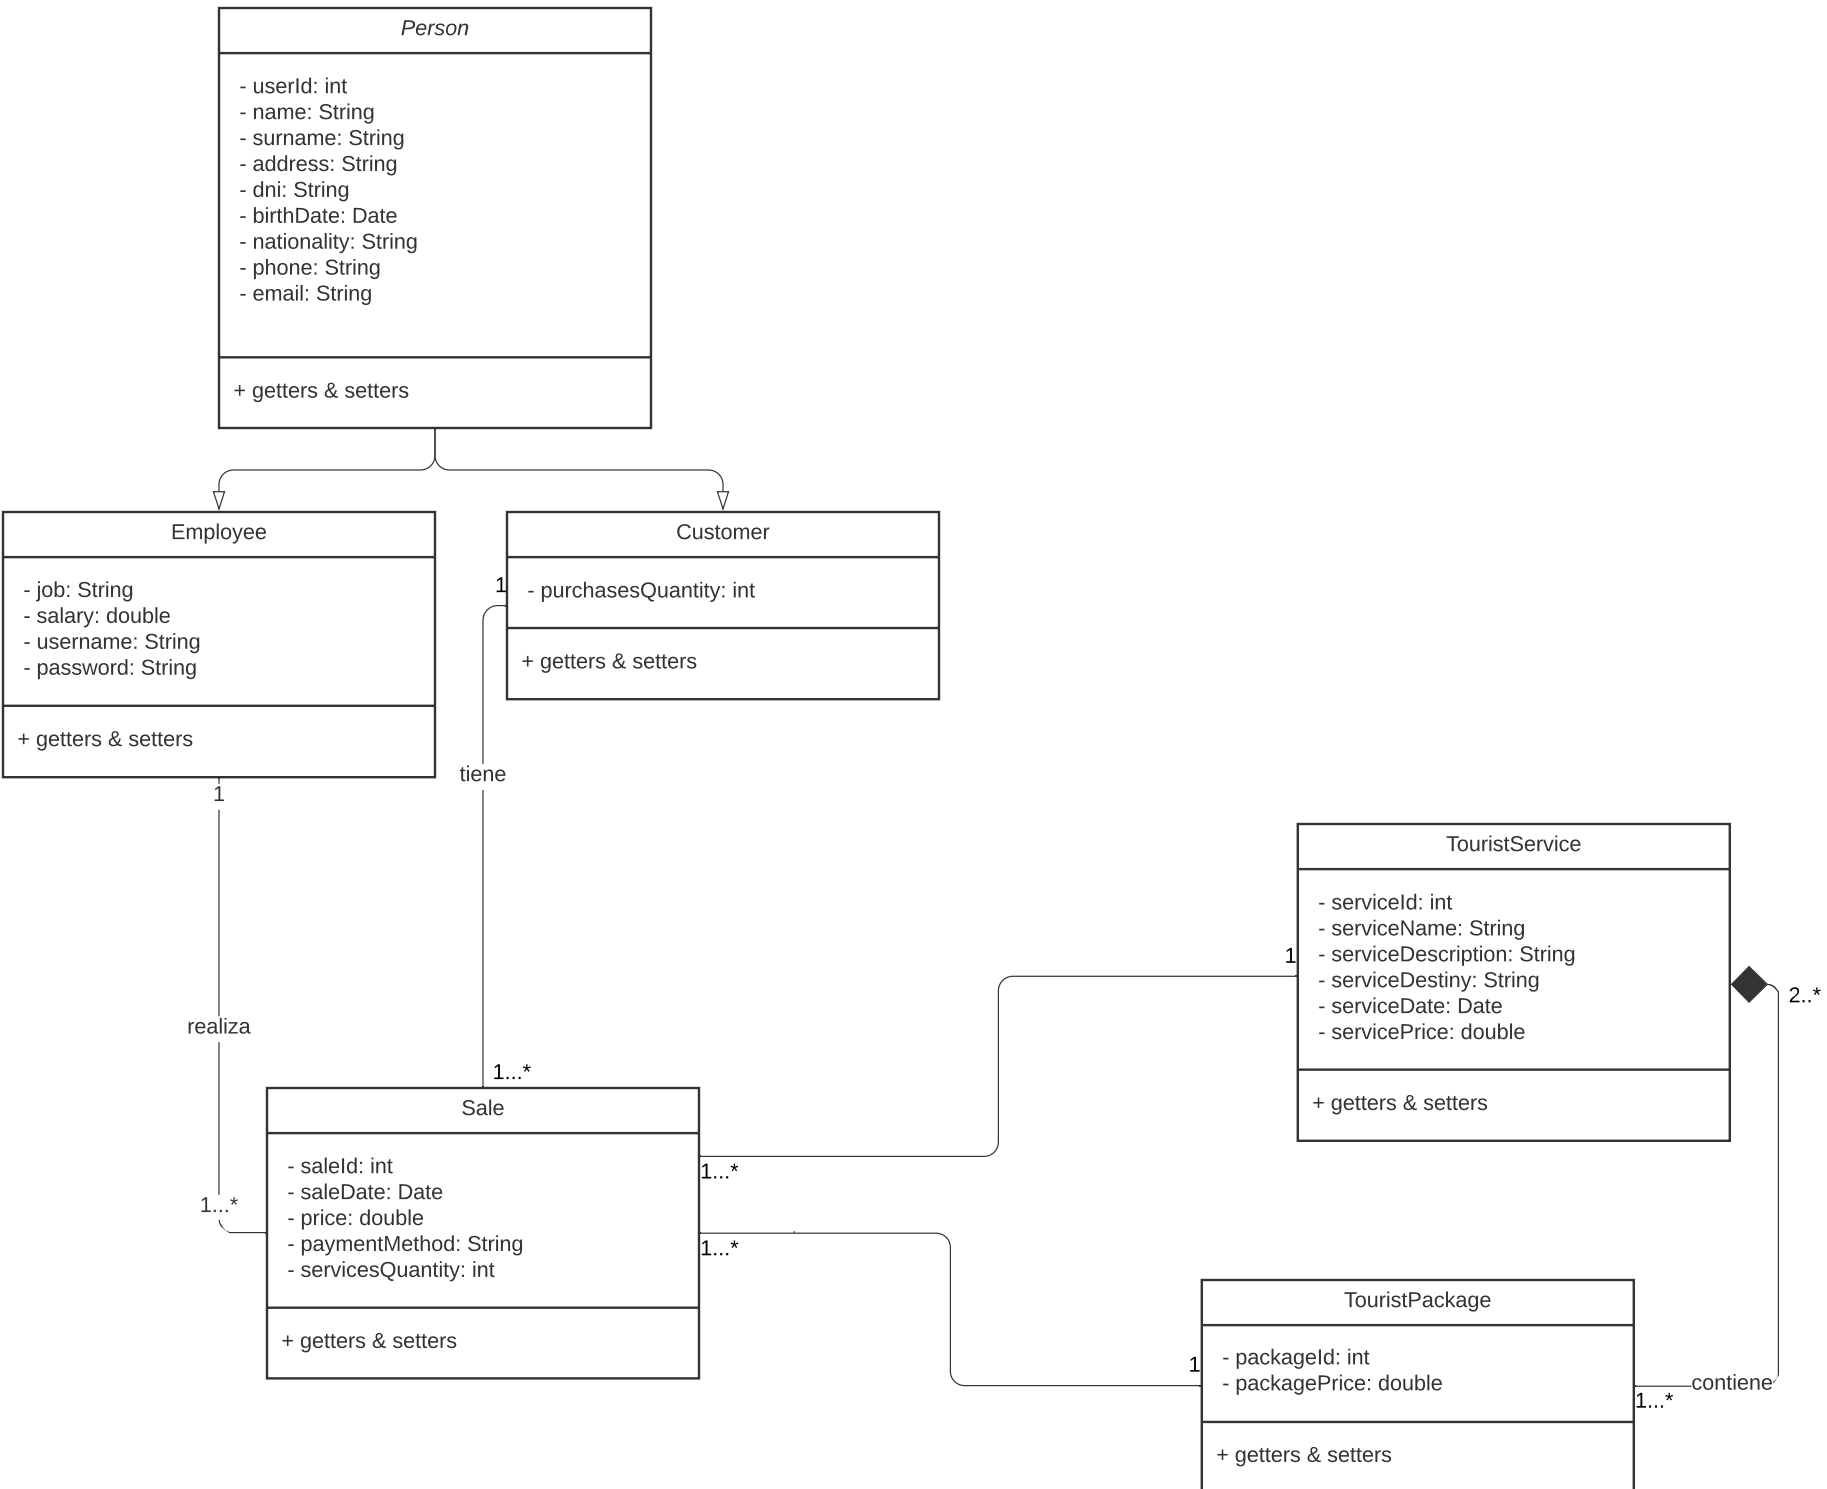 Person
- userId: int
- name: String
- surname: String
- address: String
- dni: String
- birthDate: Date
- nationality: String
- phone: String
- email: String
+ getters & setters
Employee
- job: String
- salary: double
- username: String
- password: String
+ getters & setters
1
Customer
- purchasesQuantity: int
+ getters & setters
1
tiene
1...*
realiza
1...*
Sale
- saleId: int
- saleDate: Date
- price: double
- paymentMethod: String
- servicesQuantity: int
+ getters & setters
1...*
1...*
1
TouristService
- serviceId: int
- serviceName: String
- serviceDescription: String
- serviceDestiny: String
- serviceDate: Date
- servicePrice: double
+ getters & setters
2..*
1
TouristPackage
- packageId: int
- packagePrice: double
+ getters & setters
contiene
1...*